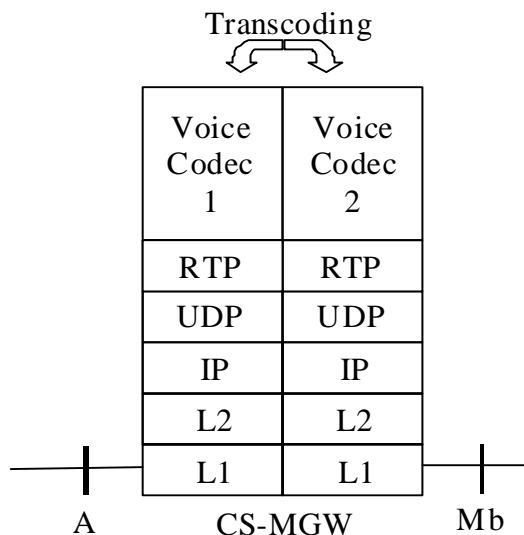 Transcoding
Voice Codec 1
Voice Codec 2
RTP RTP
UDP UDP
IP IP
L2 L2
L1 L1
A CS-MGW Mb